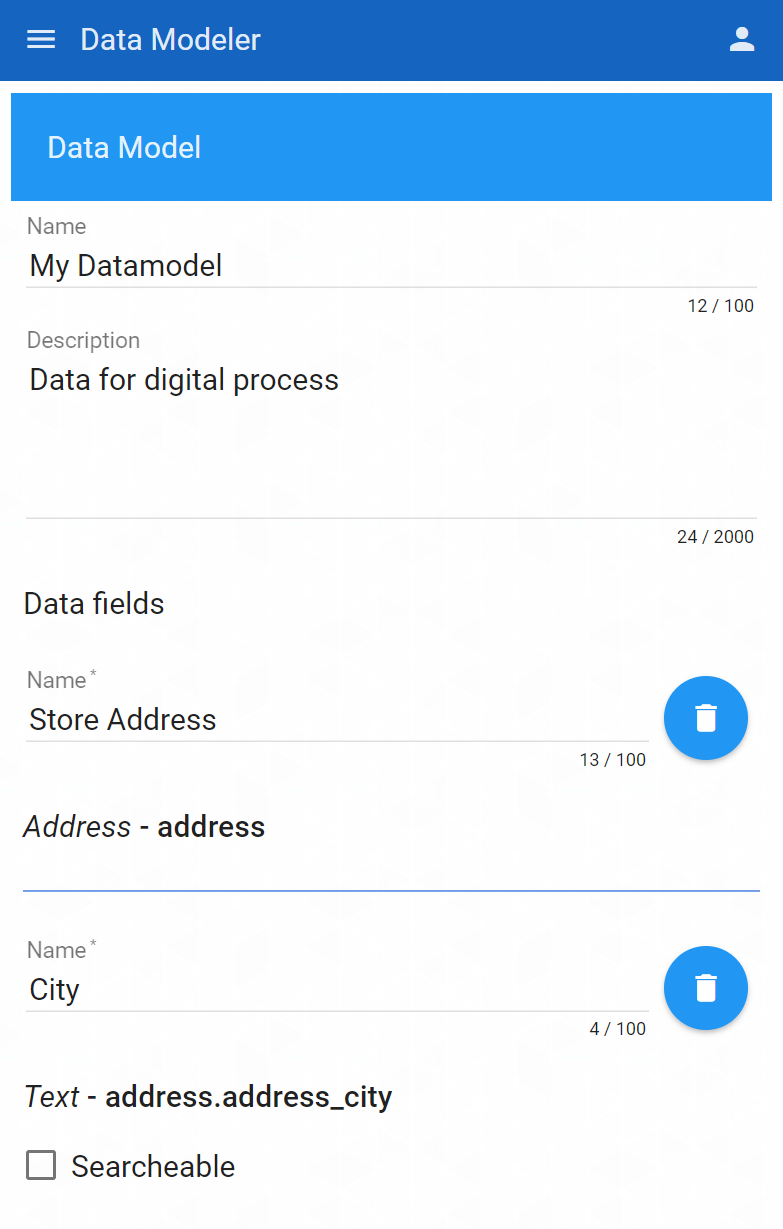 Data Modeler
Data Model
Name
My Datamodel
12 / 100
Description
Data for digital process
24 / 2000
Data fields
Name *
Store Address
13 / 100
Address - address
Name *
City
4 / 100
Text - address.address_city
Searcheable